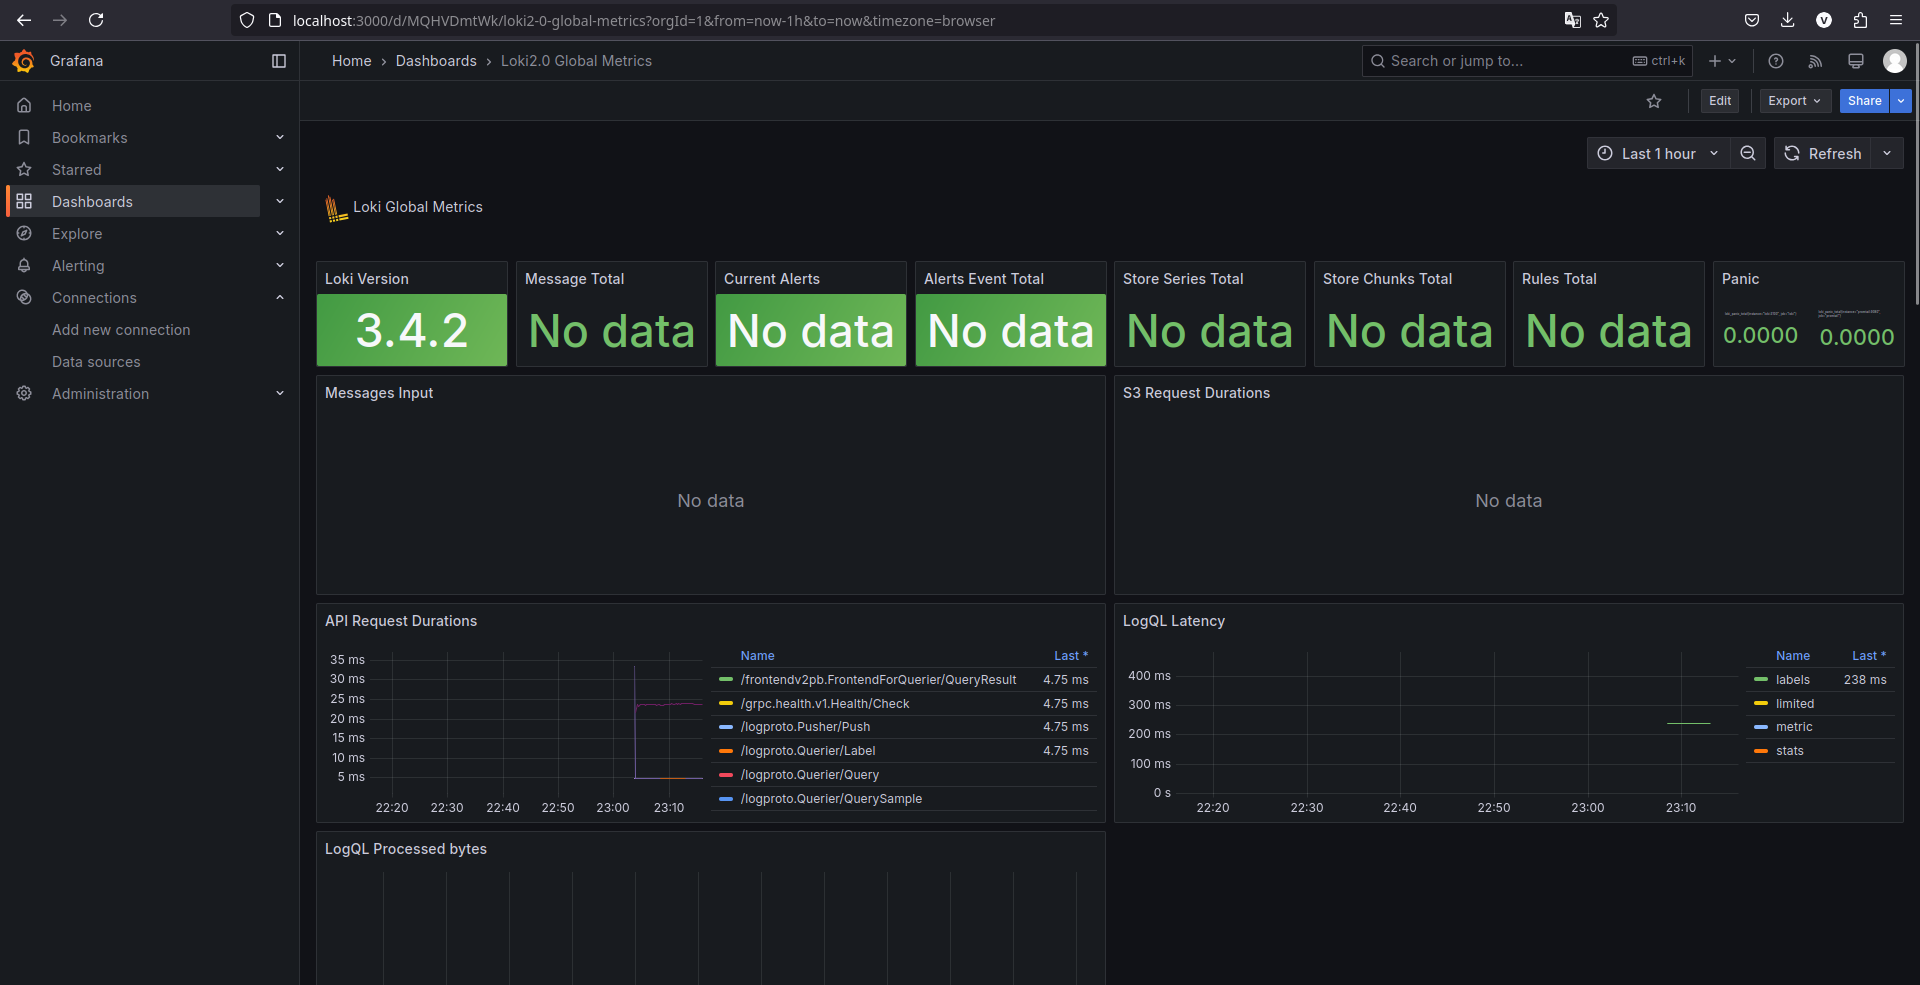 localhost:3000/d/MQHVDmtWk/loki2-0-global-metrics?orgId=1&from=now-1h&to=now&timezone=browser
Grafana
Home › Dashboards › Loki2.0 Global Metrics
Search or jump to...
ctrl+k
Home
Bookmarks
Starred
Dashboards
Explore
Alerting
Connections
Add new connection
Data sources
Administration
Edit
Export
Share
Last 1 hour
Refresh
Loki Global Metrics
Loki Version
3.4.2
Message Total
No data
Current Alerts
No data
Alerts Event Total
No data
Store Series Total
No data
Store Chunks Total
No data
Rules Total
No data
Panic
0.0000
0.0000
Messages Input
No data
S3 Request Durations
No data
API Request Durations
35 ms
30 ms
25 ms
20 ms
15 ms
10 ms
5 ms
22:20 22:30 22:40 22:50 23:00 23:10
Name Last *
/frontendv2pb.FrontendForQuerier/QueryResult 4.75 ms
/grpc.health.v1.Health/Check 4.75 ms
/logproto.Pusher/Push 4.75 ms
/logproto.Querier/Label 4.75 ms
/logproto.Querier/Query
/logproto.Querier/QuerySample
LogQL Latency
400 ms
300 ms
200 ms
100 ms
0 s
22:20 22:30 22:40 22:50 23:00 23:10
Name Last *
labels 238 ms
limited
metric
stats
LogQL Processed bytes